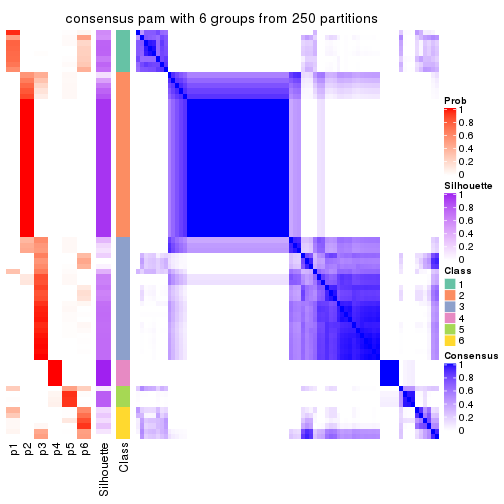 consensus pam with 6 groups from 250 partitions
Prob
1
0.8
0.6
0.4
0.2
0
Silhouette
1
0.8
0.6
0.4
0.2
0
Class
1
2
3
4
5
6
Consensus
1
0.8
0.6
0.4
0.2
0
p1
p2
p3
p4
p5
p6
Silhouette
Class